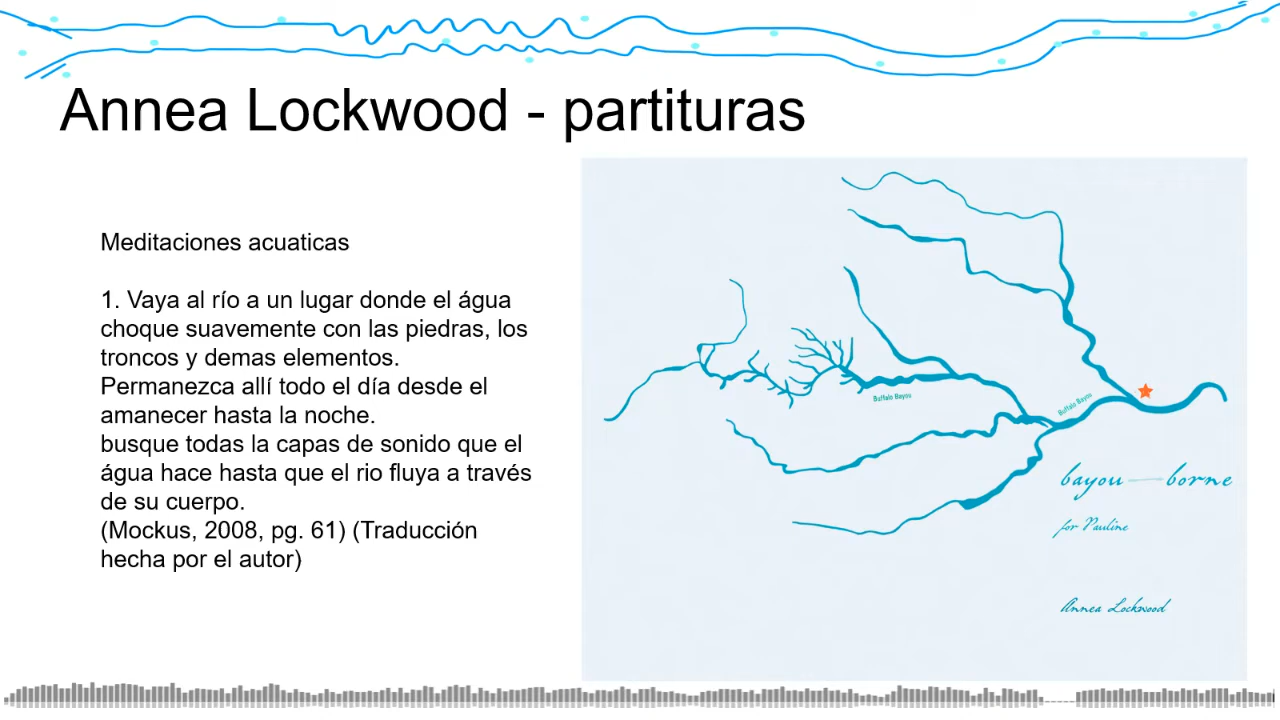 Annea Lockwood - partituras
Meditaciones acuaticas
1. Vaya al río a un lugar donde el água
choque suavemente con las piedras, los
troncos y demas elementos.
Permanezca allí todo el día desde el
amanecer hasta la noche.
busque todas la capas de sonido que el
água hace hasta que el rio fluya a través
de su cuerpo.
(Mockus, 2008, pg. 61) (Traducción
hecha por el autor)
Buffalo Bayou
Buffalo Bayou
bayou — borne
for Pauline
Annea Lockwood